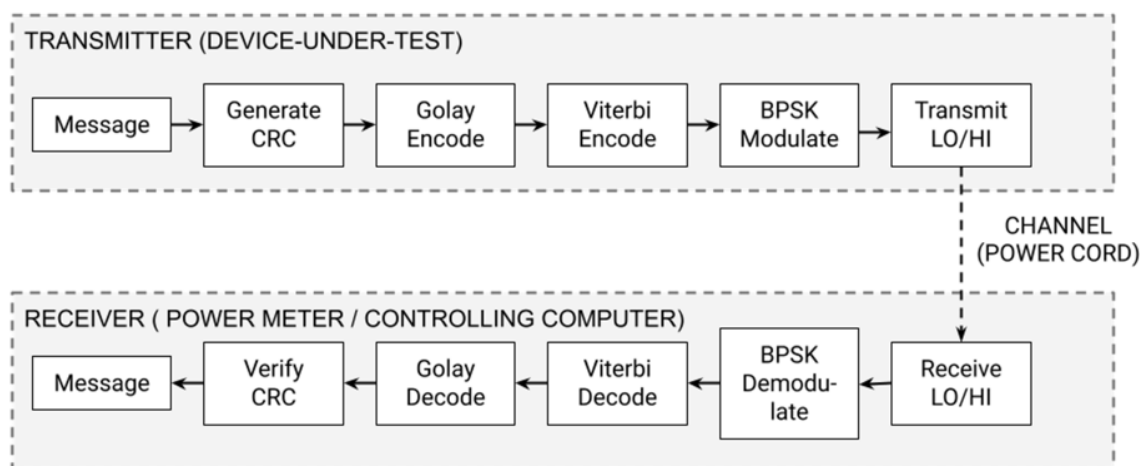 TRANSMITTER (DEVICE-UNDER-TEST)
Message
Generate
CRC
Golay
Encode
Viterbi
Encode
BPSK
Modulate
Transmit
LO/HI
CHANNEL
(POWER CORD)
RECEIVER ( POWER METER / CONTROLLING COMPUTER)
Message
Verify
CRC
Golay
Decode
Viterbi
Decode
BPSK
Demodu-
late
Receive
LO/HI